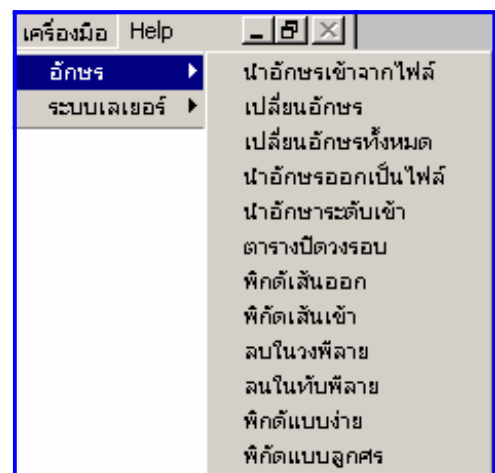 เครื่องมือ Help
อักษร
ระบบเลเยอร์
นำอักษรเข้าจากไฟล์
เปลี่ยนอักษร
เปลี่ยนอักษรทั้งหมด
นำอักษรออกเป็นไฟล์
นำอักษาระดับเข้า
ตารางปิดวงรอบ
พิกดัเส้นออก
พิกัดเส้นเข้า
ลบในวงพีลาย
ลนในทับพีลาย
พิกดัแบบง่าย
พิกัดแบบลูกศร